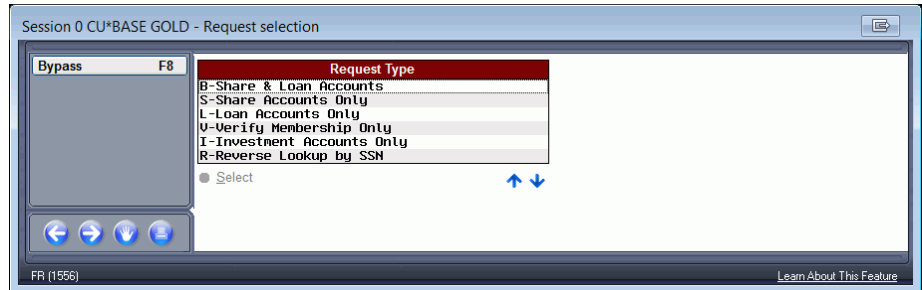 Session 0 CU*BASE GOLD - Request selection
Bypass F8
Request Type
B-Share & Loan Accounts
S-Share Accounts Only
L-Loan Accounts Only
V-Verify Membership Only
I-Investment Accounts Only
R-Reverse Lookup by SSN
Select
FR (1556)
Learn About This Feature